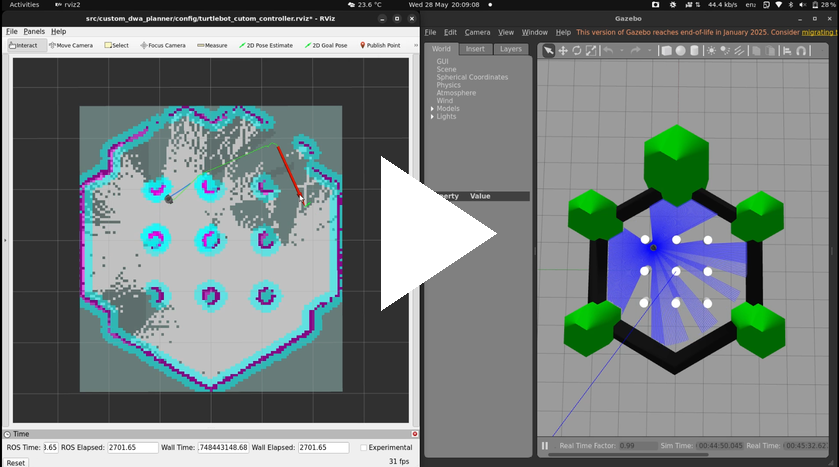 Activities rviz2 23.6 °C Wed 28 May 20:09:08 44.4 kb/s en 28 %
src/custom_dwa_planner/config/turtlebot_cutom_controller.rviz* - RViz
Gazebo
File Panels Help
File Edit Camera View Window Help This version of Gazebo reaches end-of-life in January 2025. Consider migrating t
Interact Move Camera Select Focus Camera Measure 2D Pose Estimate 2D Goal Pose Publish Point
World Insert Layers
GUI
Scene
Spherical Coordinates
Physics
Atmosphere
Wind
Models
Lights
perty Value
Time
ROS Time: 3.65 ROS Elapsed: 2701.65 Wall Time: 748443148.68 Wall Elapsed: 2701.65 Experimental
Reset 31 fps
Real Time Factor: 0.99 Sim Time: 00:44:50.045 Real Time: 00:45:32.62